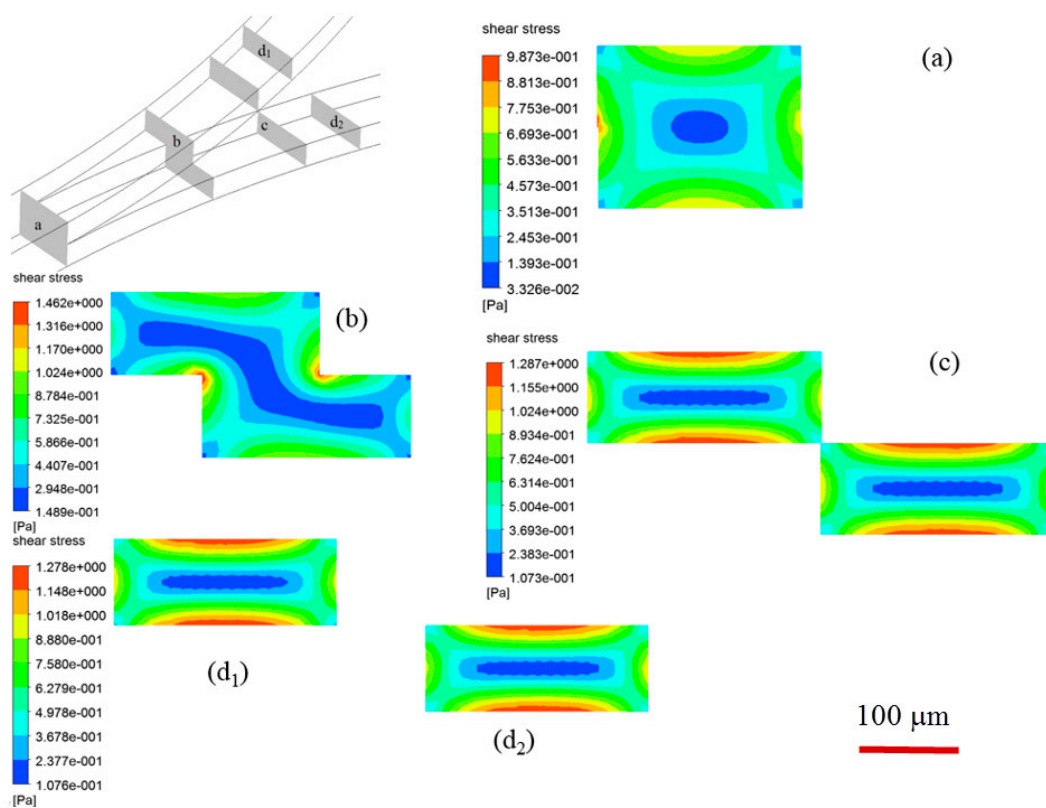 d1
c
d2
b
a
shear stress
9.873e-001
8.813e-001
7.753e-001
6.693e-001
5.633e-001
4.573e-001
3.513e-001
2.453e-001
1.393e-001
3.326e-002
[Pa]
(a)
shear stress
1.462e+000
1.316e+000
1.170e+000
1.024e+000
8.784e-001
7.325e-001
5.866e-001
4.407e-001
2.948e-001
1.489e-001
[Pa]
(b)
shear stress
1.287e+000
1.155e+000
1.024e+000
8.934e-001
7.624e-001
6.314e-001
5.004e-001
3.693e-001
2.383e-001
1.073e-001
[Pa]
(c)
shear stress
1.278e+000
1.148e+000
1.018e+000
8.880e-001
7.580e-001
6.279e-001
4.978e-001
3.678e-001
2.377e-001
1.076e-001
[Pa]
(d1)
(d2)
100 μm